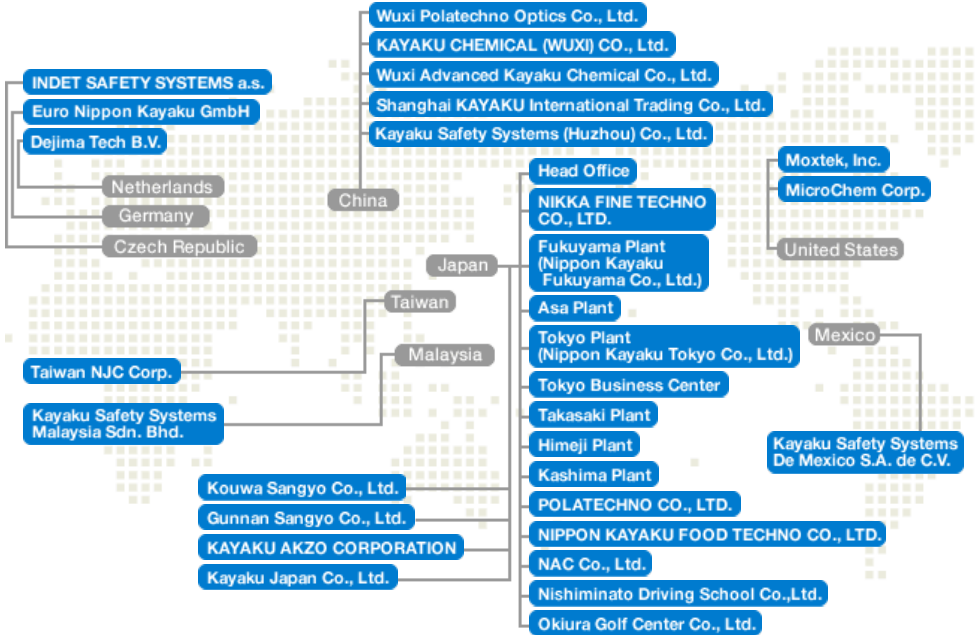 Wuxi Polatechno Optics Co., Ltd.
KAYAKU CHEMICAL (WUXI) CO., Ltd.
Wuxi Advanced Kayaku Chemical Co., Ltd.
Shanghai KAYAKU International Trading Co., Ltd.
Kayaku Safety Systems (Huzhou) Co., Ltd.
China
INDET SAFETY SYSTEMS a.s.
Euro Nippon Kayaku GmbH
Dejima Tech B.V.
Netherlands
Germany
Czech Republic
Head Office
NIKKA FINE TECHNO
CO., LTD.
Fukuyama Plant
(Nippon Kayaku
Fukuyama Co., Ltd.)
Asa Plant
Tokyo Plant
(Nippon Kayaku Tokyo Co., Ltd.)
Tokyo Business Center
Takasaki Plant
Himeji Plant
Kashima Plant
POLATECHNO CO., LTD.
NIPPON KAYAKU FOOD TECHNO CO., LTD.
NAC Co., Ltd.
Nishiminato Driving School Co.,Ltd.
Okiura Golf Center Co., Ltd.
Japan
Taiwan
Malaysia
Taiwan NJC Corp.
Kayaku Safety Systems
Malaysia Sdn. Bhd.
Kouwa Sangyo Co., Ltd.
Gunnan Sangyo Co., Ltd.
KAYAKU AKZO CORPORATION
Kayaku Japan Co., Ltd.
Moxtek, Inc.
MicroChem Corp.
United States
Mexico
Kayaku Safety Systems
De Mexico S.A. de C.V.